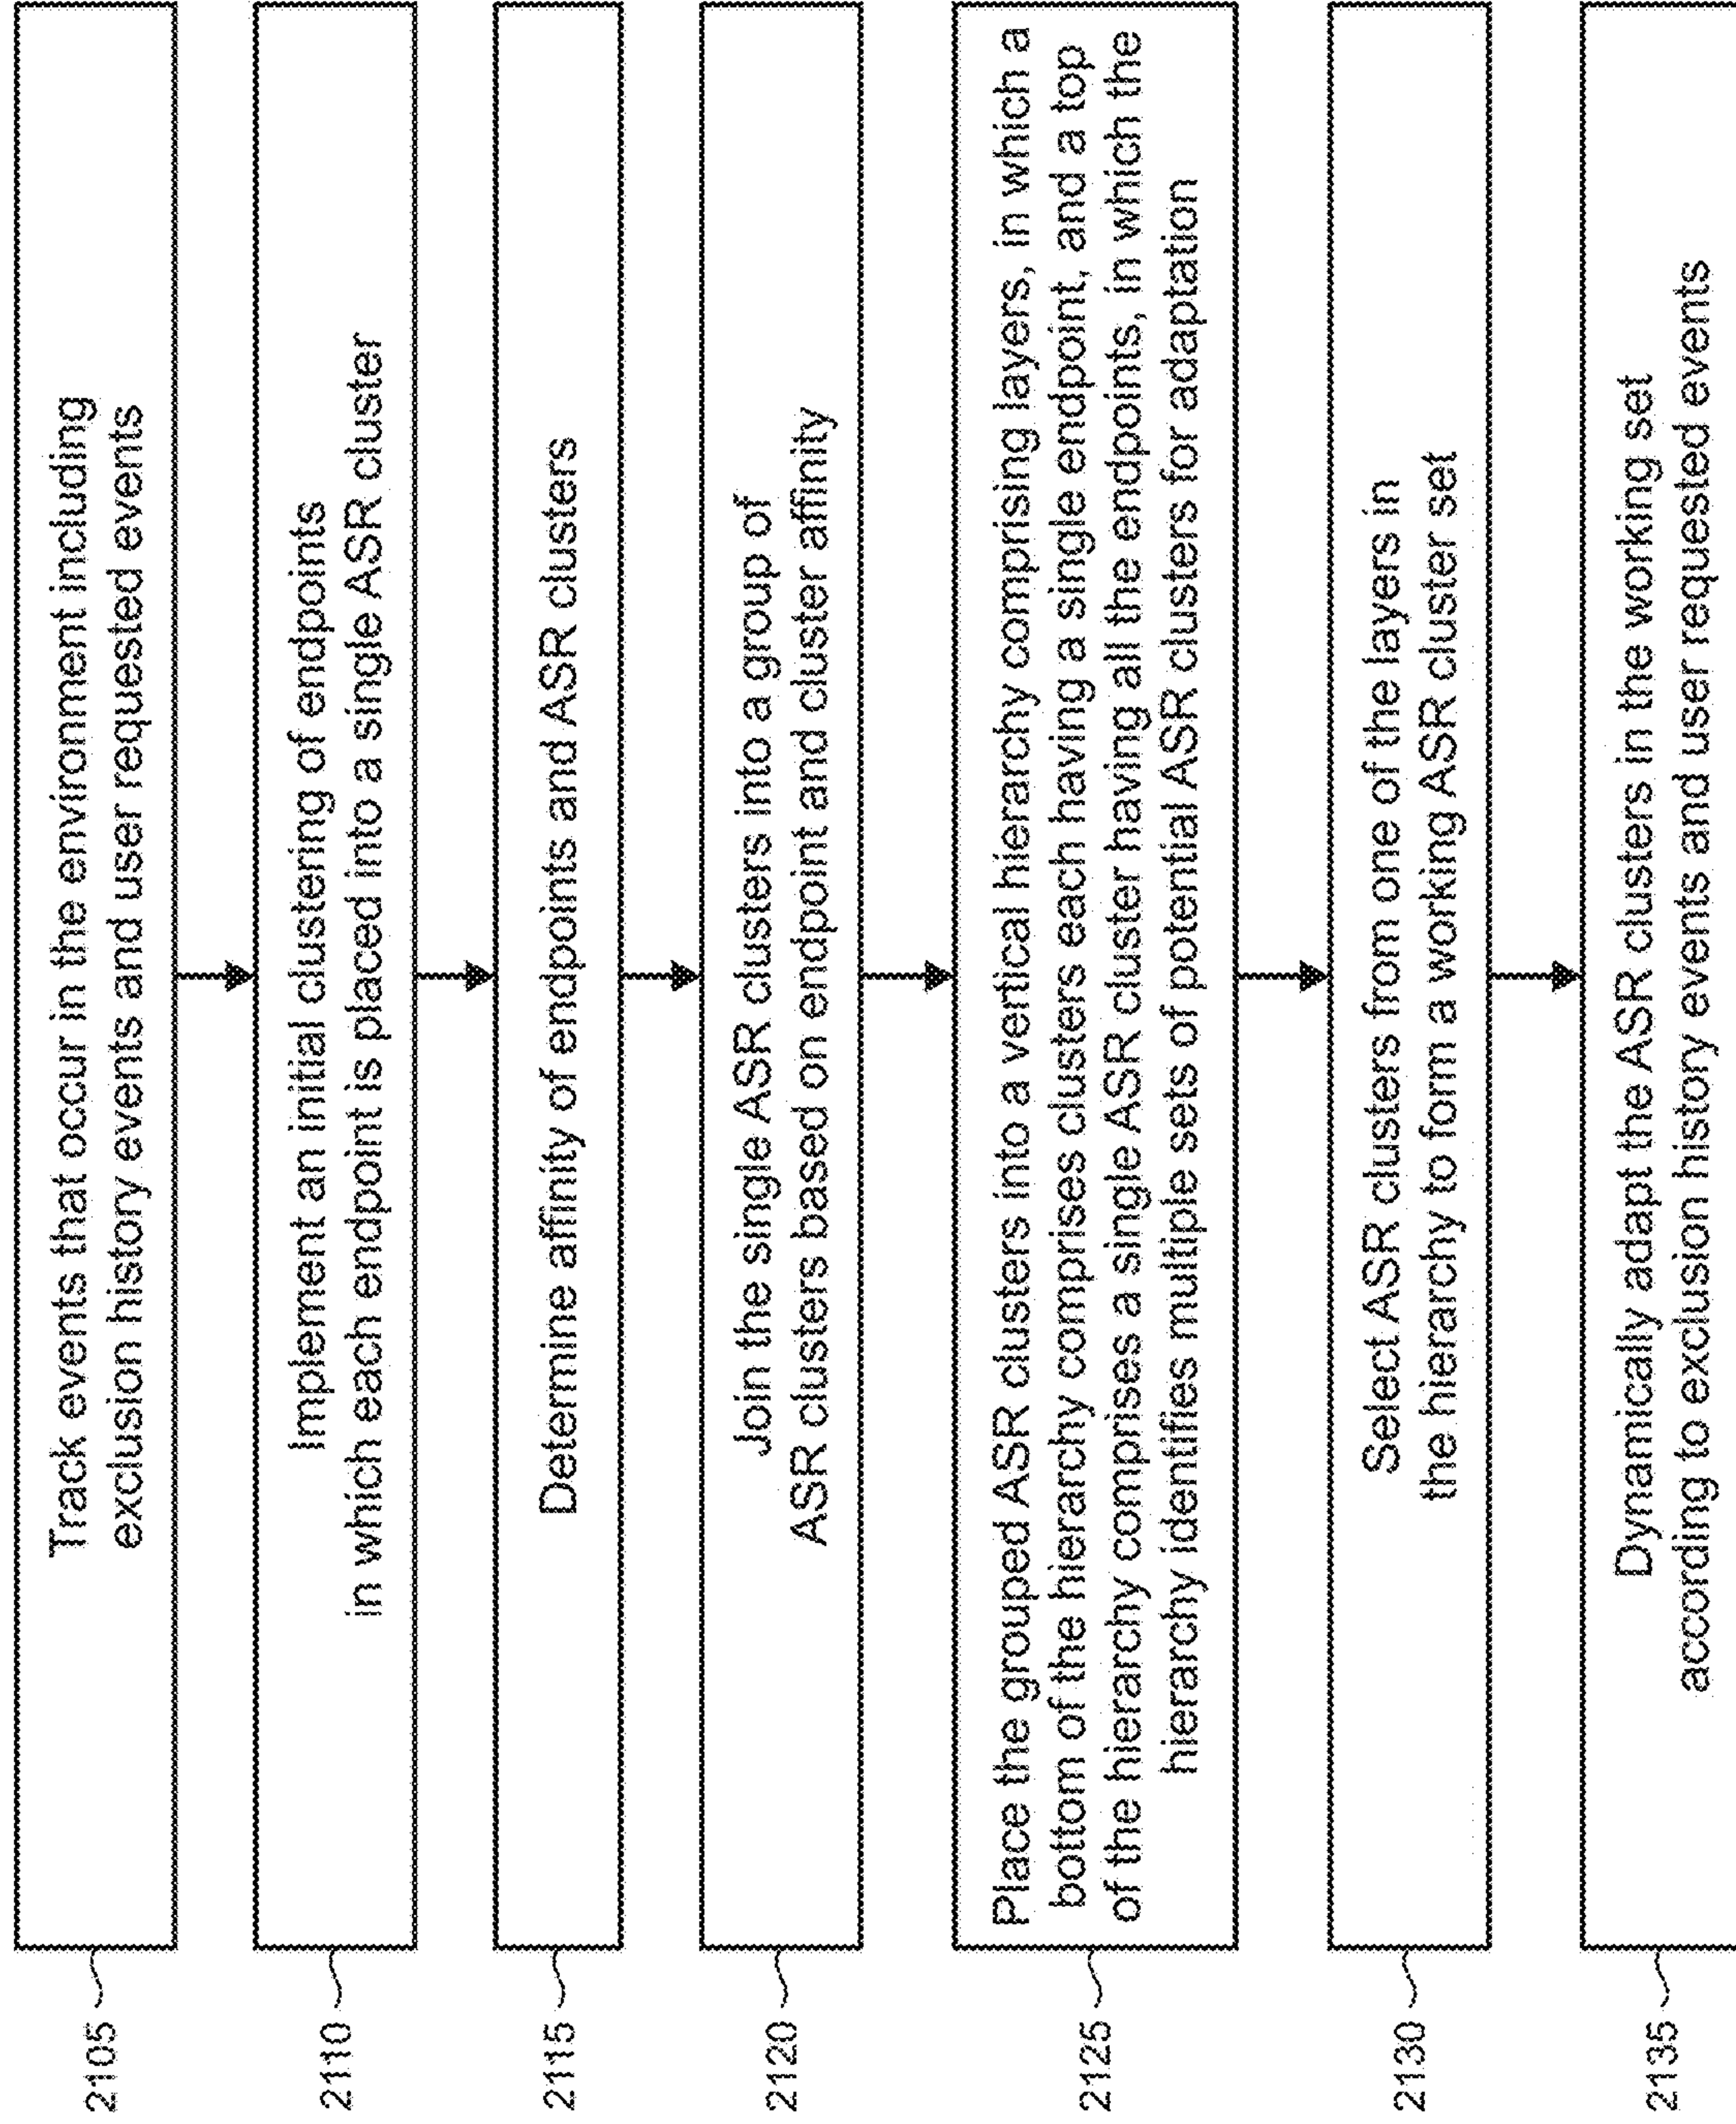 2105
Track events that occur in the environment including
exclusion history events and user requested events
2110
Implement an initial clustering of endpoints
in which each endpoint is placed into a single ASR cluster
2115
Determine affinity of endpoints and ASR clusters
2120
Join the single ASR clusters into a group of
ASR clusters based on endpoint and cluster affinity
2125
Place the grouped ASR clusters into a vertical hierarchy comprising layers, in which a
bottom of the hierarchy comprises clusters each having a single endpoint, and a top
of the hierarchy comprises a single ASR cluster having all the endpoints, in which the
hierarchy identifies multiple sets of potential ASR clusters for adaptation
2130
Select ASR clusters from one of the layers in
the hierarchy to form a working ASR cluster set
2135
Dynamically adapt the ASR clusters in the working set
according to exclusion history events and user requested events